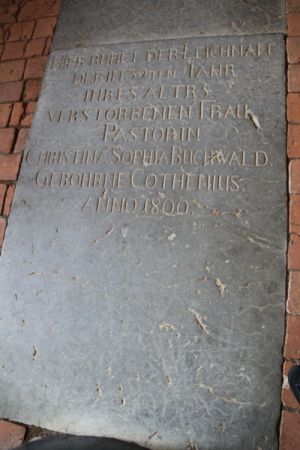 HIER RUHET DER LEICHNAM
DER IM 39TEN JAHR
IHRES ALTRS
VERSTORBENEN FRAU
PASTORIN
CHRISTINA SOPHIA BUCHWALD
GEBOHRNE COTHENIUS.
ANNO 1800.